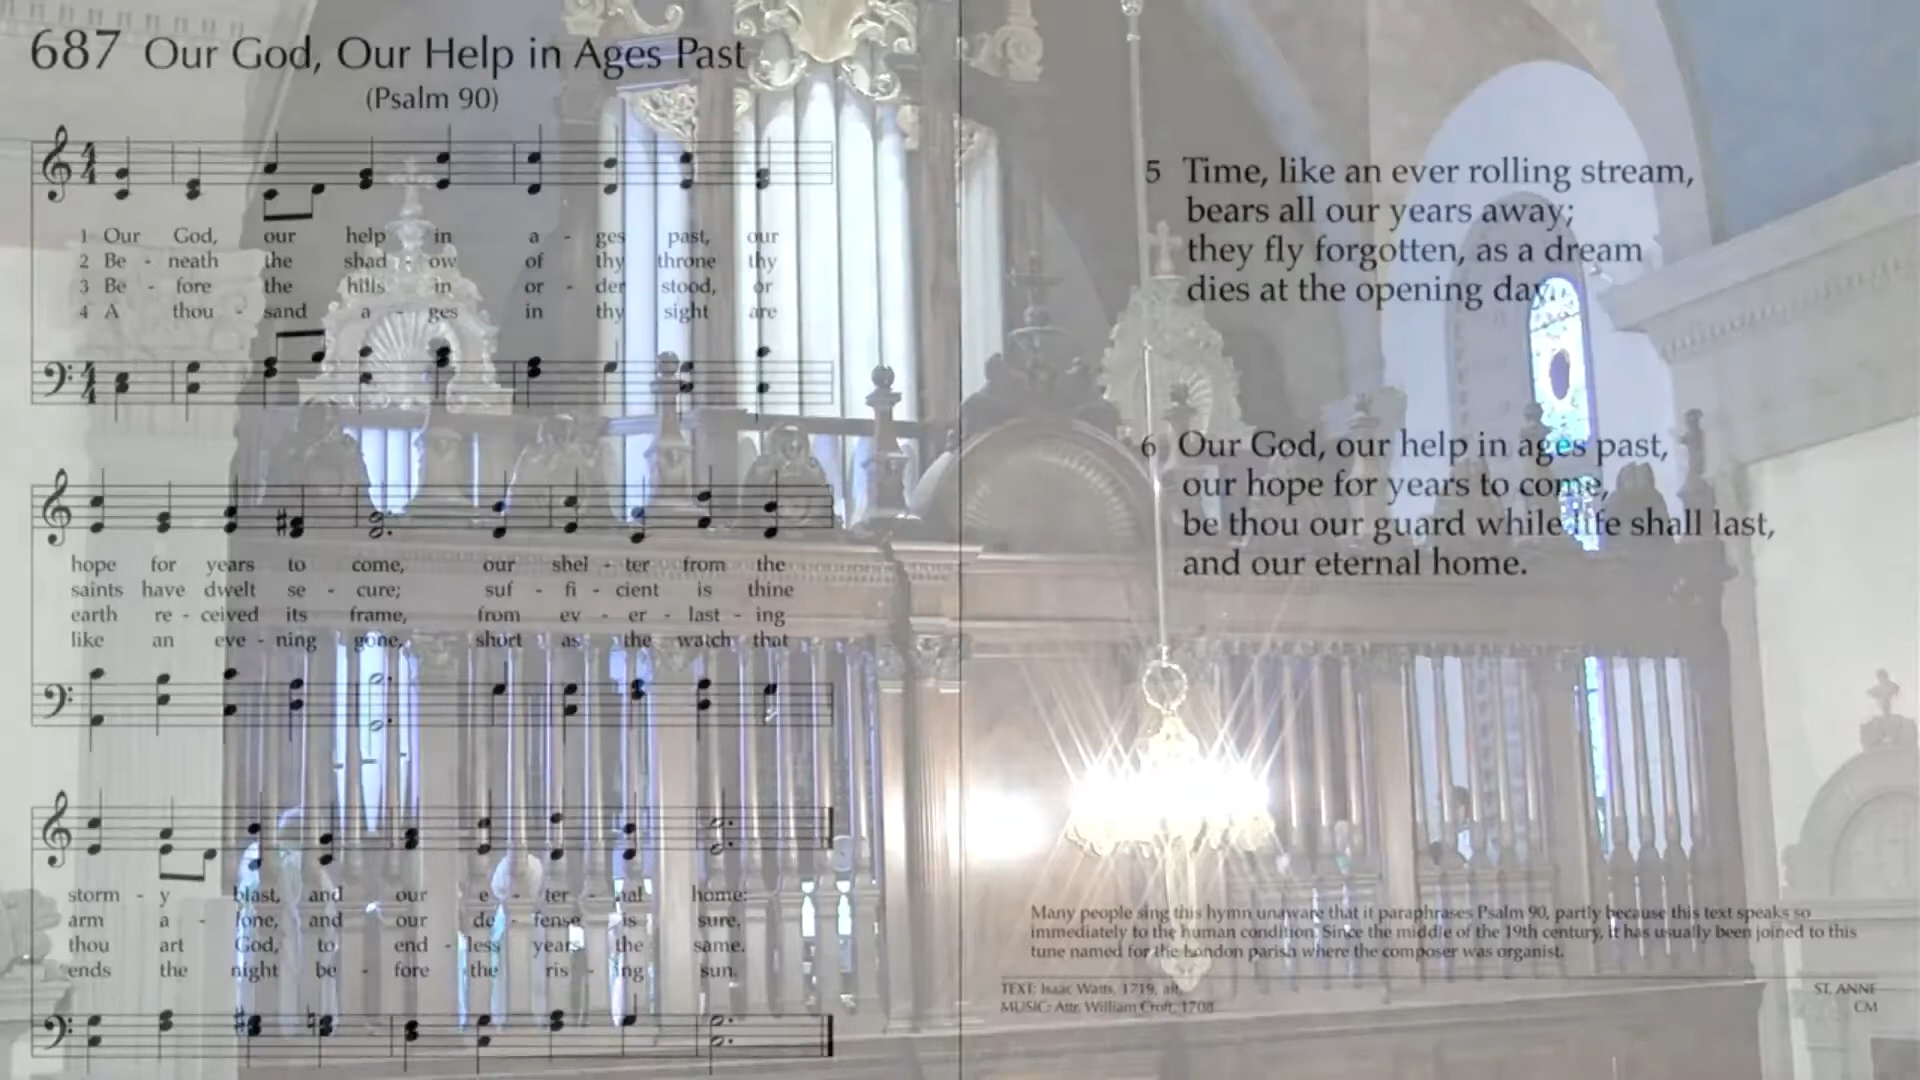 687 Our God, Our Help in Ages Past
(Psalm 90)
1 Our God, our help in a - ges past, our
2 Be - neath the shad - ow of thy throne thy
3 Be - fore the hills in or - der stood, or
4 A thou - sand a - ges in thy sight are
hope for years to come, our shel - ter from the
saints have dwelt se - cure; suf - fi - cient is thine
earth re - ceived its frame, from ev - er - last - ing
like an eve - ning gone, short as the watch that
storm - y blast, and our e - ter - nal home:
arm a - lone, and our de - fense is sure.
thou art God, to end - less years the same.
ends the night be - fore the ris - ing sun.
5 Time, like an ever rolling stream,
bears all our years away;
they fly forgotten, as a dream
dies at the opening day.
6 Our God, our help in ages past,
our hope for years to come,
be thou our guard while life shall last,
and our eternal home.
Many people sing this hymn unaware that it paraphrases Psalm 90, partly because this text speaks so
immediately to the human condition. Since the middle of the 19th century, it has usually been joined to this
tune named for the London parish where the composer was organist.
TEXT: Isaac Watts, 1719, alt.
MUSIC: Attr. William Croft, 1708
ST. ANNE
CM